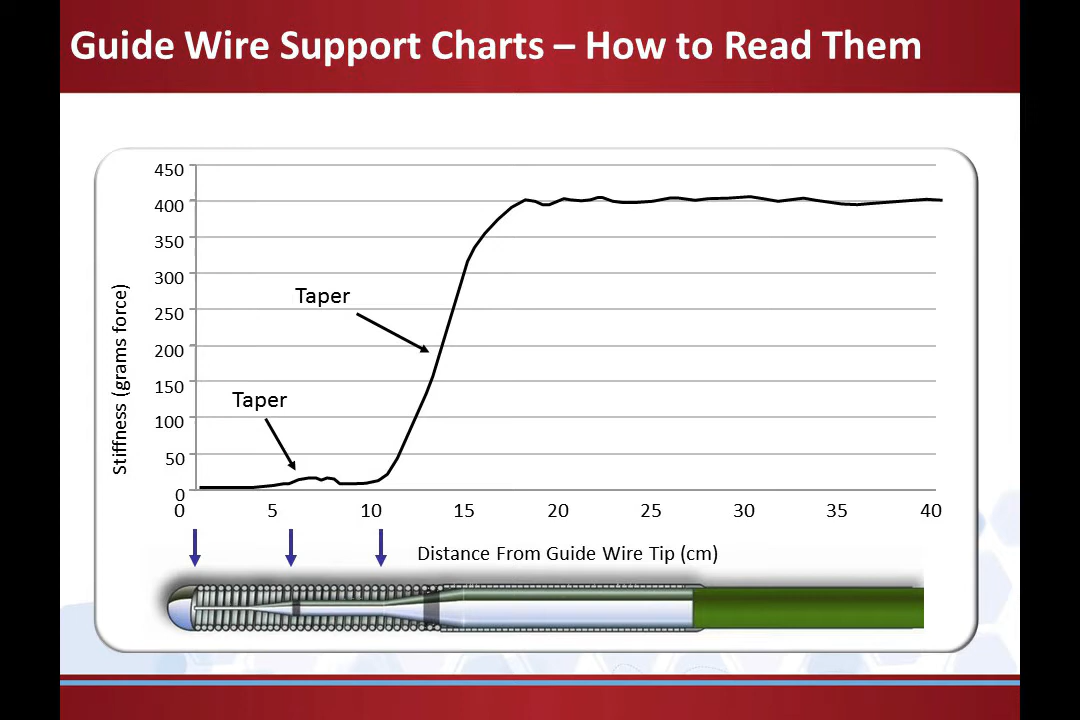 Guide Wire Support Charts – How to Read Them
450
400
350
300
250
200
150
100
50
0
Stiffness (grams force)
Taper
Taper
0 5 10 15 20 25 30 35 40
Distance From Guide Wire Tip (cm)